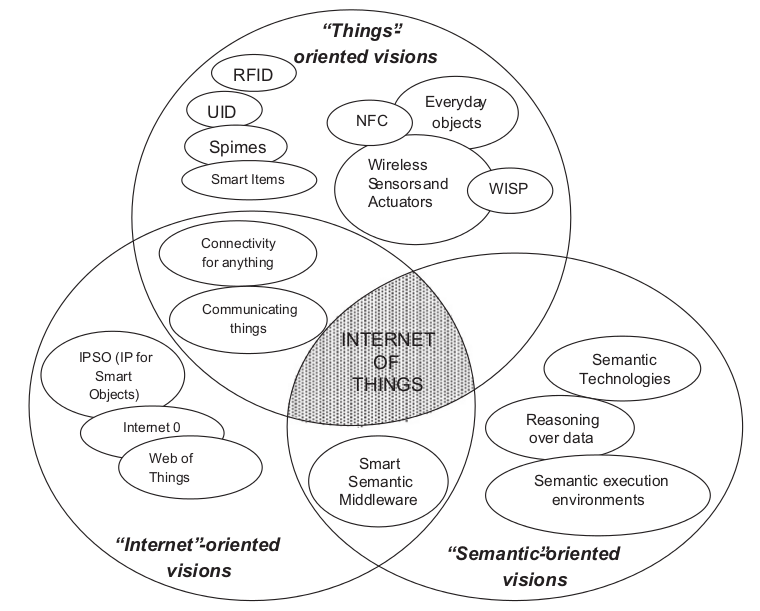 “Things”-
oriented visions
RFID
UID
Spimes
Smart Items
NFC
Everyday
objects
Wireless
Sensors and
Actuators
WISP
Connectivity
for anything
Communicating
things
INTERNET
OF
THINGS
IPSO (IP for
Smart
Objects)
Internet 0
Web of
Things
Semantic
Technologies
Reasoning
over data
Semantic execution
environments
Smart
Semantic
Middleware
“Internet”-oriented
visions
“Semantic”-oriented
visions